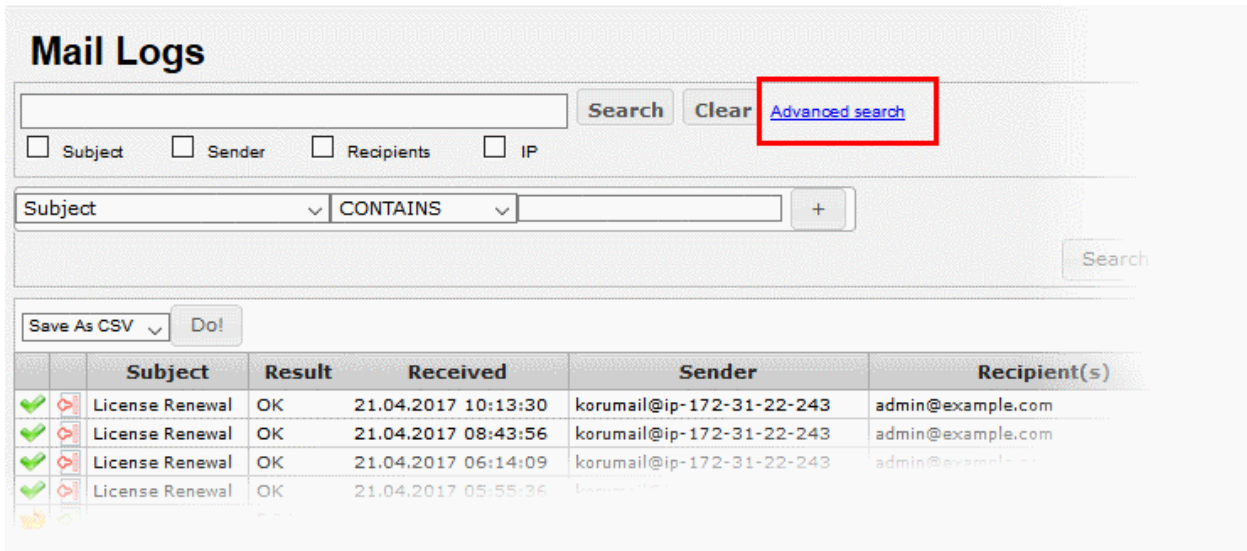 Mail Logs
Search Clear Advanced search
Subject Sender Recipients IP
Subject CONTAINS +
Search
Save As CSV Do!
Subject Result Received Sender Recipient(s)
License Renewal OK 21.04.2017 10:13:30 korumail@ip-172-31-22-243 admin@example.com
License Renewal OK 21.04.2017 08:43:56 korumail@ip-172-31-22-243 admin@example.com
License Renewal OK 21.04.2017 06:14:09 korumail@ip-172-31-22-243
License Renewal OK 21.04.2017 05:55:36